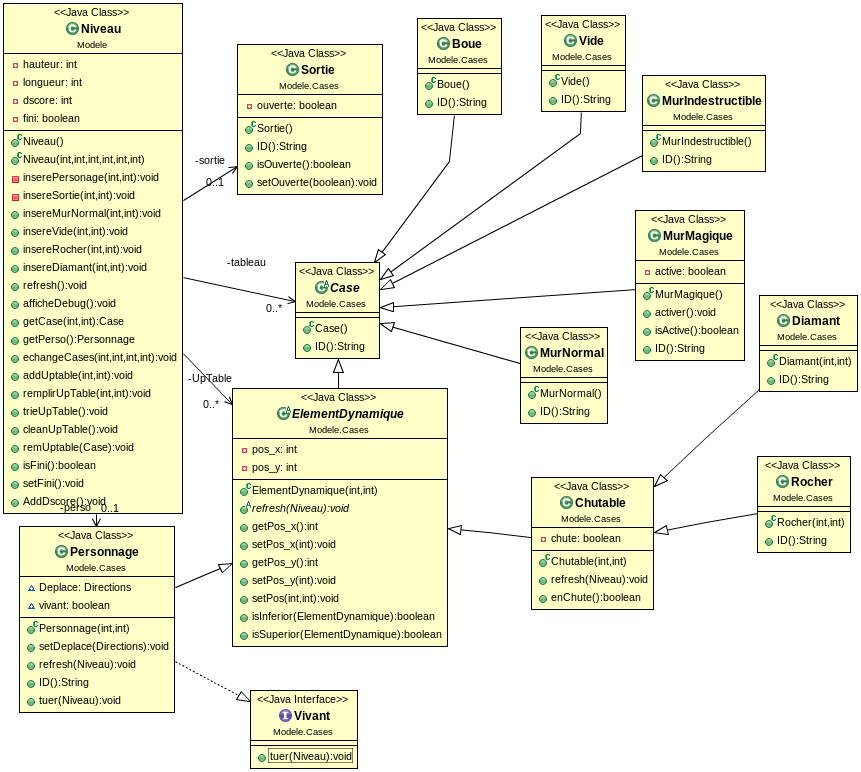 <<Java Class>>
Niveau
Modele
hauteur: int
longueur: int
dscore: int
fini: boolean
Niveau()
Niveau(int,int,int,int,int,int)
inserePersonage(int,int):void
insereSortie(int,int):void
insereMurNormal(int,int):void
insereVide(int,int):void
insereRocher(int,int):void
insereDiamant(int,int):void
refresh():void
afficheDebug():void
getCase(int,int):Case
getPerso():Personnage
echangeCases(int,int,int,int):void
addUptable(int,int):void
remplirUpTable(int,int):void
trieUpTable():void
cleanUpTable():void
remUptable(Case):void
isFini():boolean
setFini():void
AddDscore():void
-sortie
0..1
-tableau
0..*
-UpTable
0..*
-perso
0..1
<<Java Class>>
Sortie
Modele.Cases
ouverte: boolean
Sortie()
ID():String
isOuverte():boolean
setOuverte(boolean):void
<<Java Class>>
Boue
Modele.Cases
Boue()
ID():String
<<Java Class>>
Vide
Modele.Cases
Vide()
ID():String
<<Java Class>>
MurIndestructible
Modele.Cases
MurIndestructible()
ID():String
<<Java Class>>
MurMagique
Modele.Cases
active: boolean
MurMagique()
activer():void
isActive():boolean
ID():String
<<Java Class>>
Case
Modele.Cases
Case()
ID():String
<<Java Class>>
MurNormal
Modele.Cases
MurNormal()
ID():String
<<Java Class>>
Diamant
Modele.Cases
Diamant(int,int)
ID():String
<<Java Class>>
ElementDynamique
Modele.Cases
pos_x: int
pos_y: int
ElementDynamique(int,int)
refresh(Niveau):void
getPos_x():int
setPos_x(int):void
getPos_y():int
setPos_y(int):void
setPos(int,int):void
isInferior(ElementDynamique):boolean
isSuperior(ElementDynamique):boolean
<<Java Class>>
Chutable
Modele.Cases
chute: boolean
Chutable(int,int)
refresh(Niveau):void
enChute():boolean
<<Java Class>>
Rocher
Modele.Cases
Rocher(int,int)
ID():String
<<Java Class>>
Personnage
Modele.Cases
Deplace: Directions
vivant: boolean
Personnage(int,int)
setDeplace(Directions):void
refresh(Niveau):void
ID():String
tuer(Niveau):void
<<Java Interface>>
Vivant
Modele.Cases
tuer(Niveau):void